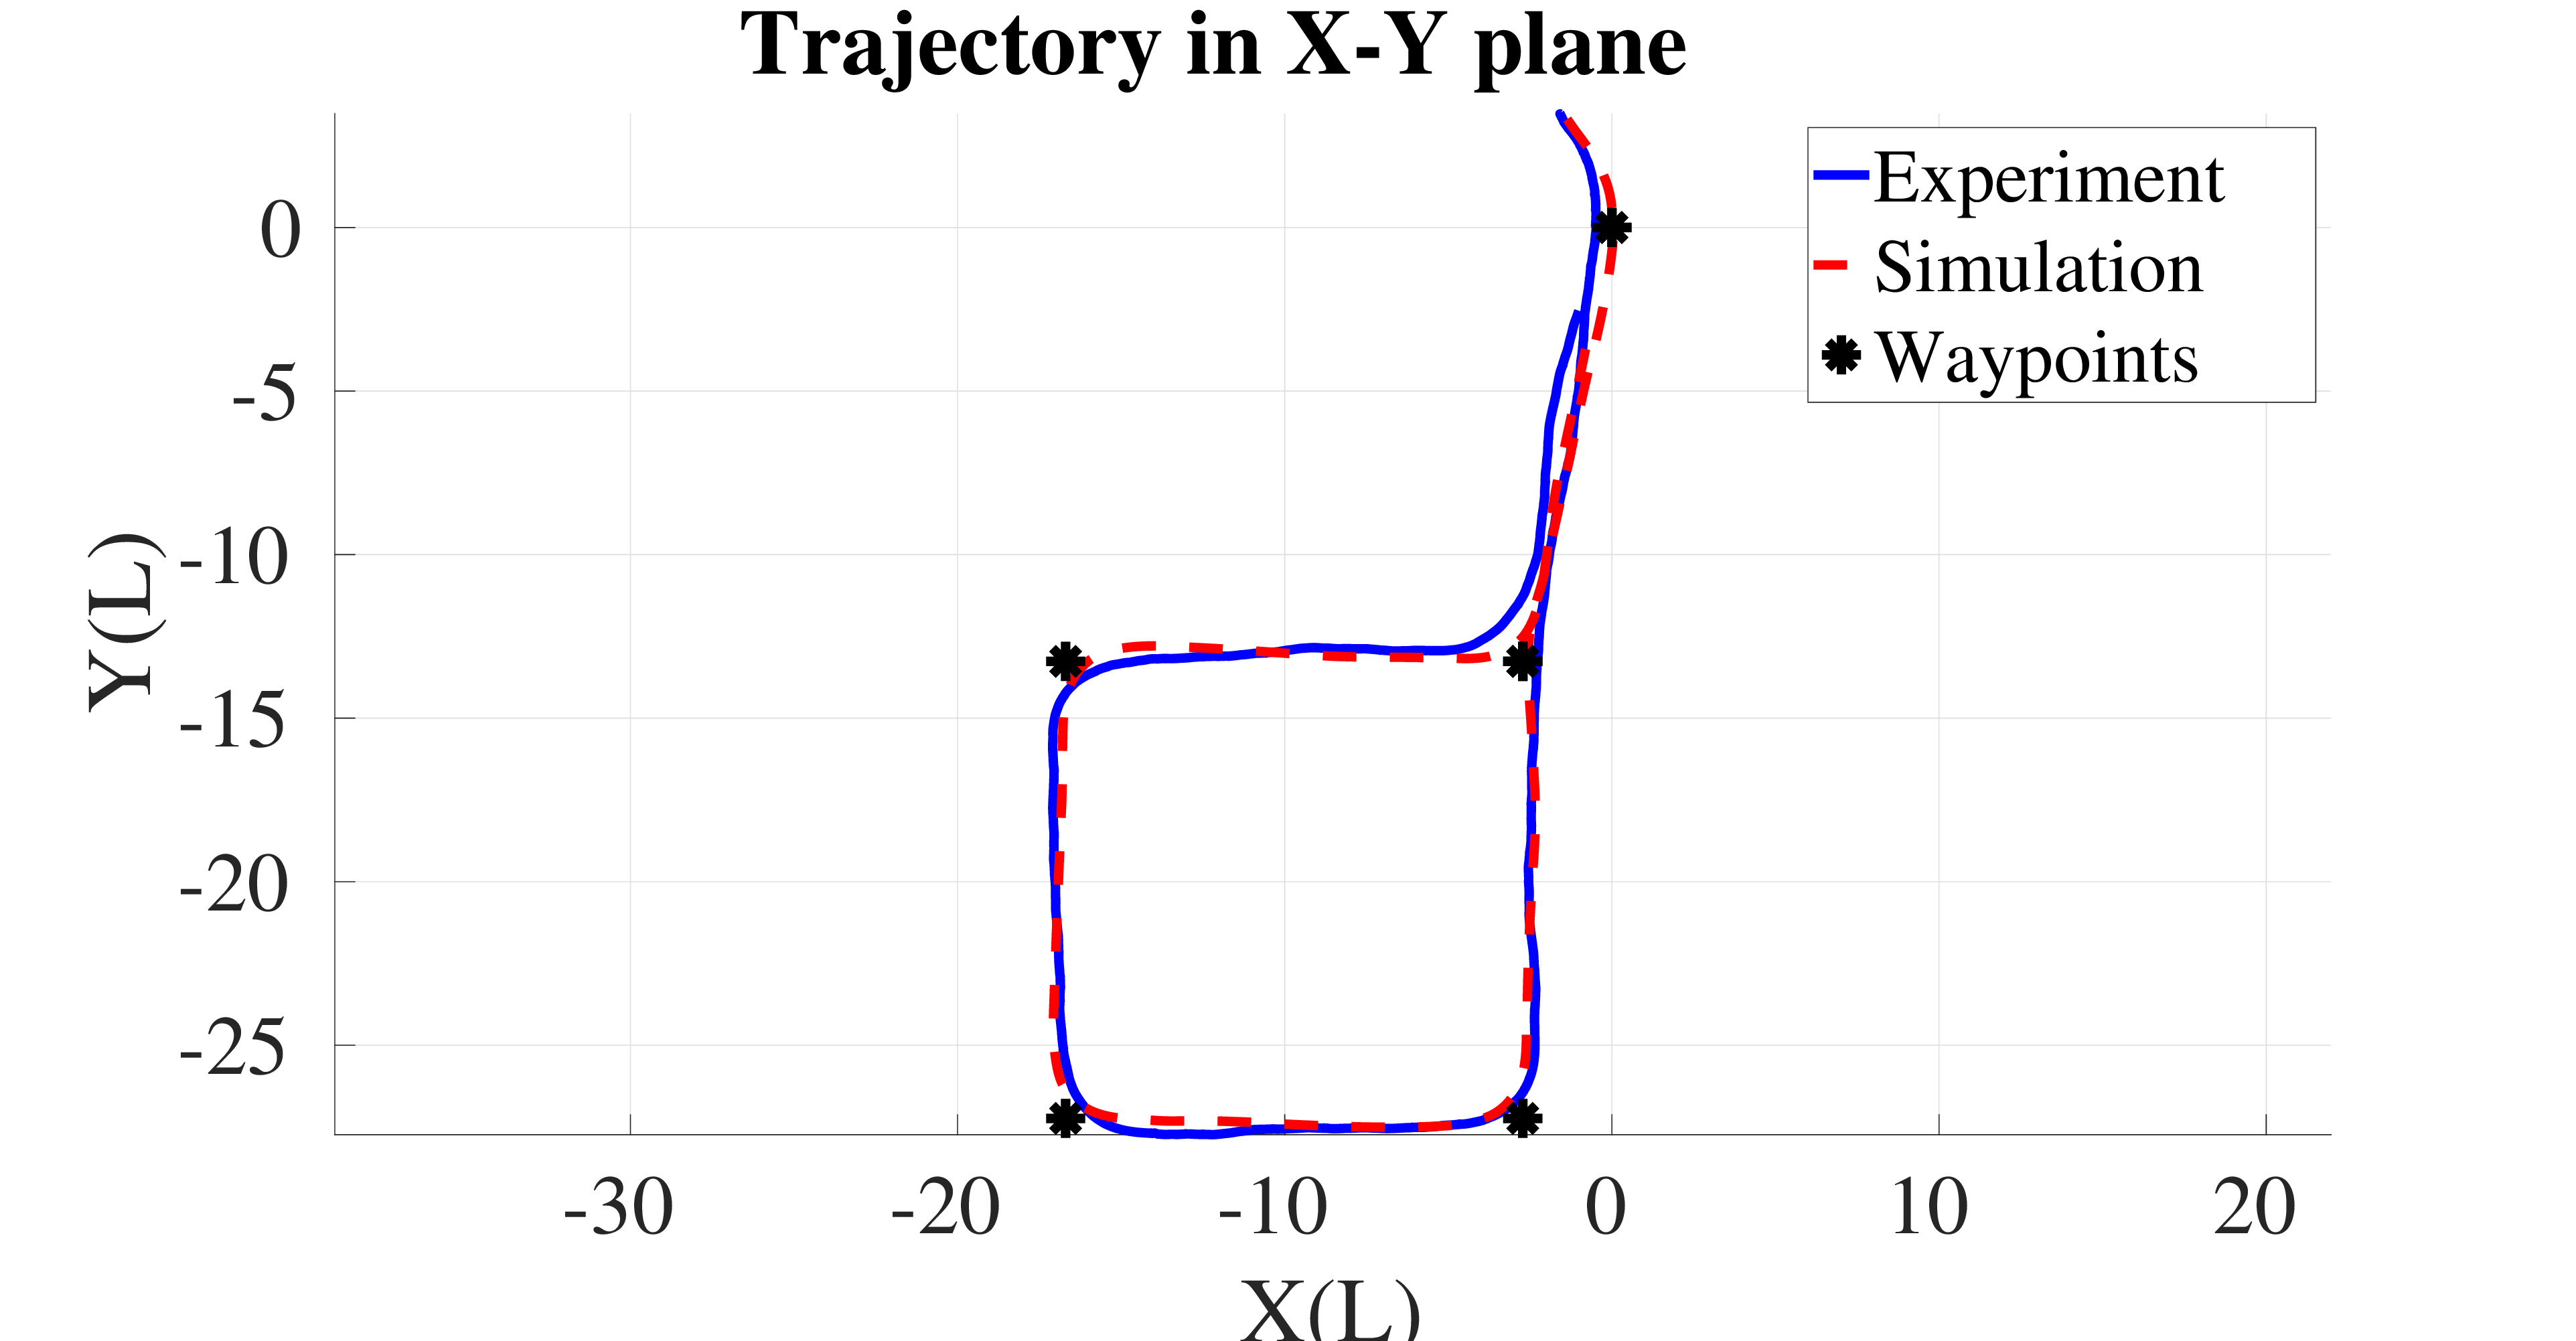 Trajectory in X-Y plane
Experiment
Simulation
Waypoints
Y(L)
0
-5
-10
-15
-20
-25
-30 -20 -10 0 10 20
X(L)